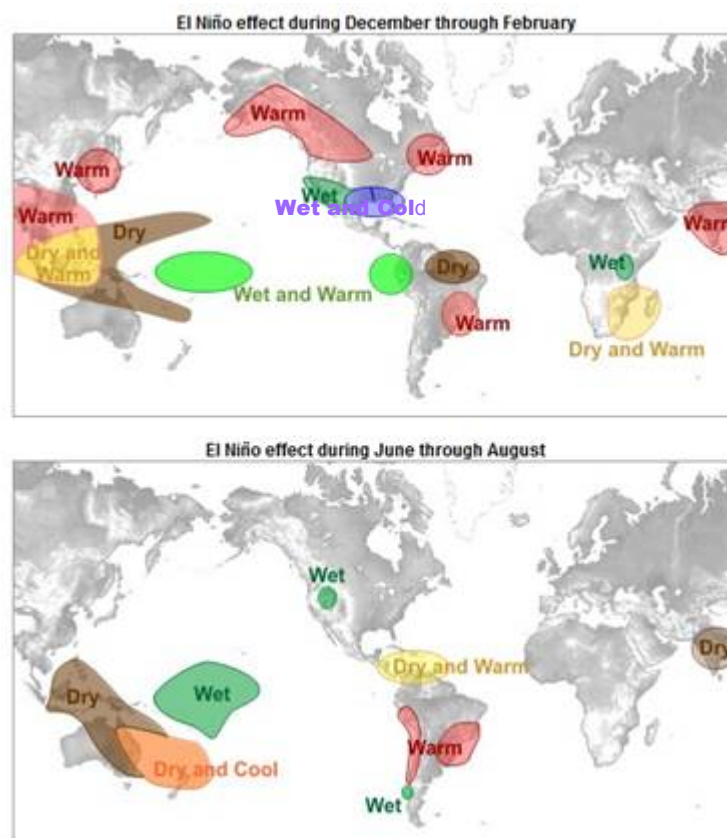 El Niño effect during December through February
Warm
Warm
Warm
Wet
Warm
Wet and Cold
Warm
Dry
Dry and
Warm
Dry
Wet
Wet and Warm
Warm
Dry and Warm
El Niño effect during June through August
Wet
Dry
Dry and Warm
Dry
Wet
Warm
Dry and Cool
Wet